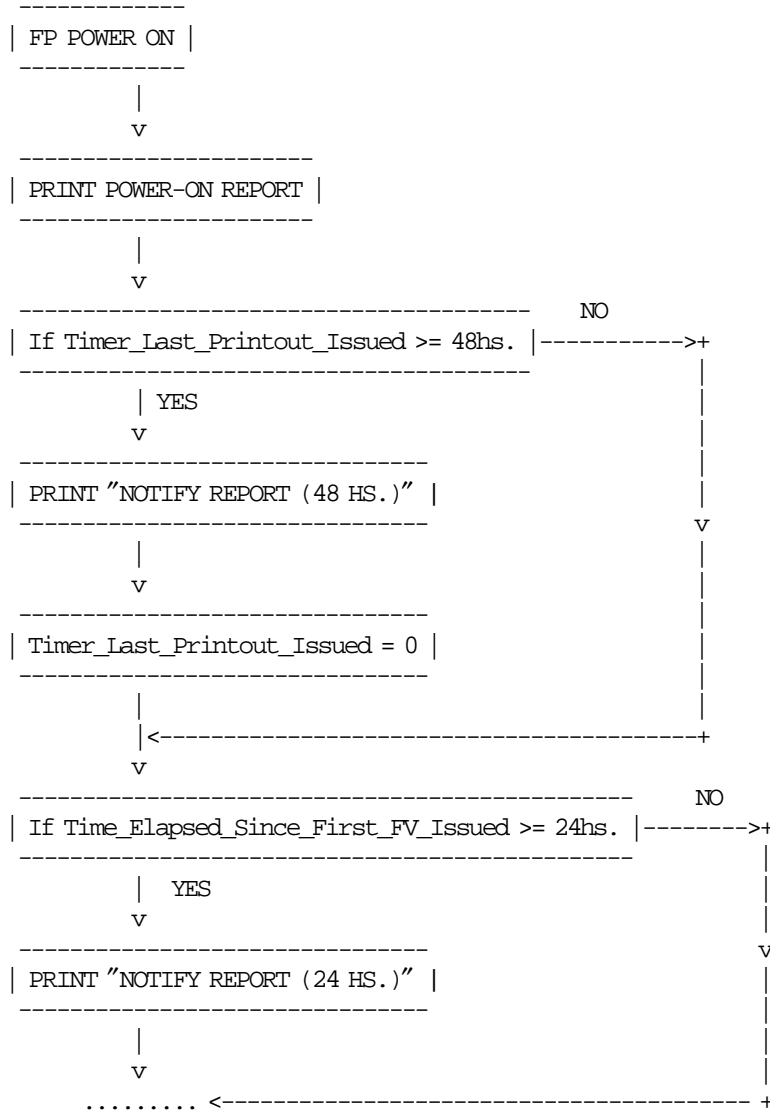 FP POWER ON
PRINT POWER-ON REPORT
NO
If Timer_Last_Printout_Issued >= 48hs.
YES
PRINT "NOTIFY REPORT (48 HS.)"
Timer_Last_Printout_Issued = 0
NO
If Time_Elapsed_Since_First_FV_Issued >= 24hs.
YES
PRINT "NOTIFY REPORT (24 HS.)"
.........